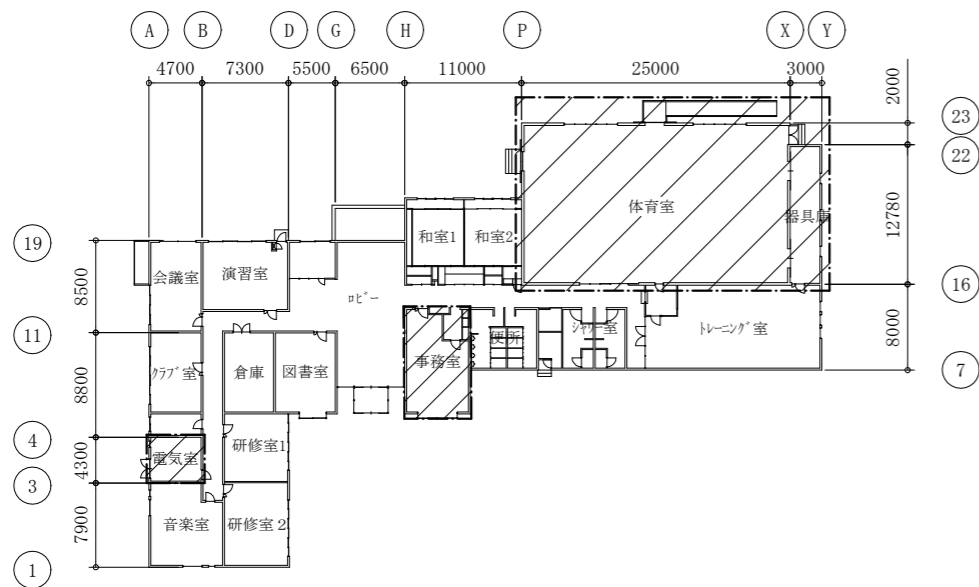 A B D G H P X Y
4700 7300 5500 6500 11000 25000 3000
2000
23
22
体育室
器具庫
12780
和室1 和室2
19
会議室 演習室
ロビー
16
8500
11
シャワー室 トレーニング室
便所
8000
事務室
クラブ室 倉庫 図書室
7
8800
4
研修室1
電気室
4300
3
音楽室 研修室2
7900
1